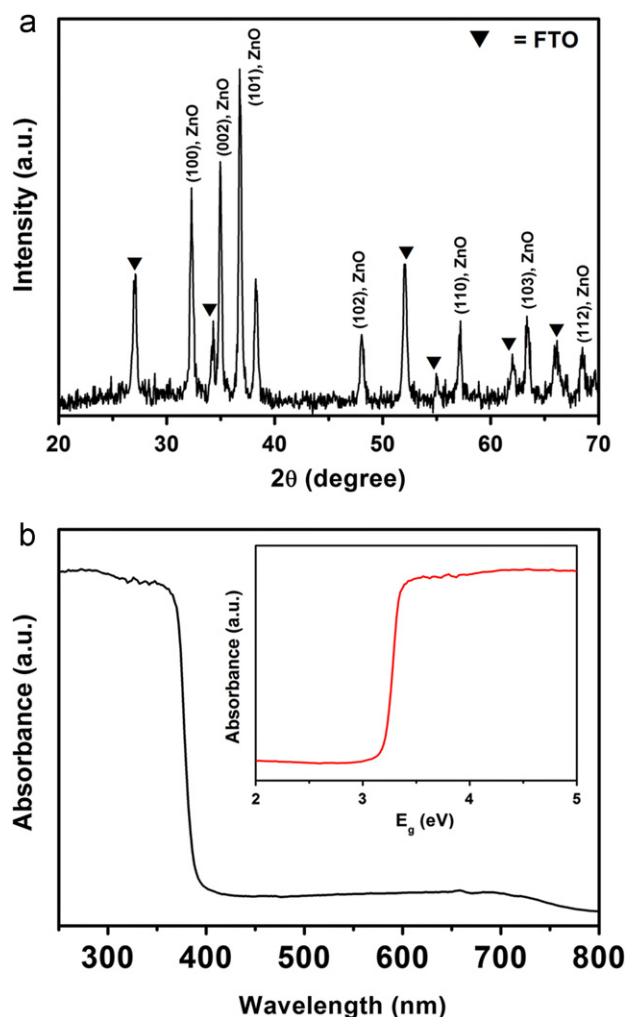 a
▼ = FTO
Intensity (a.u.)
(100), ZnO
(002), ZnO
(101), ZnO
(102), ZnO
(110), ZnO
(103), ZnO
(112), ZnO
20 30 40 50 60 70
2θ (degree)
b
Absorbance (a.u.)
Absorbance (a.u.)
2 3 4 5
E_g (eV)
300 400 500 600 700 800
Wavelength (nm)